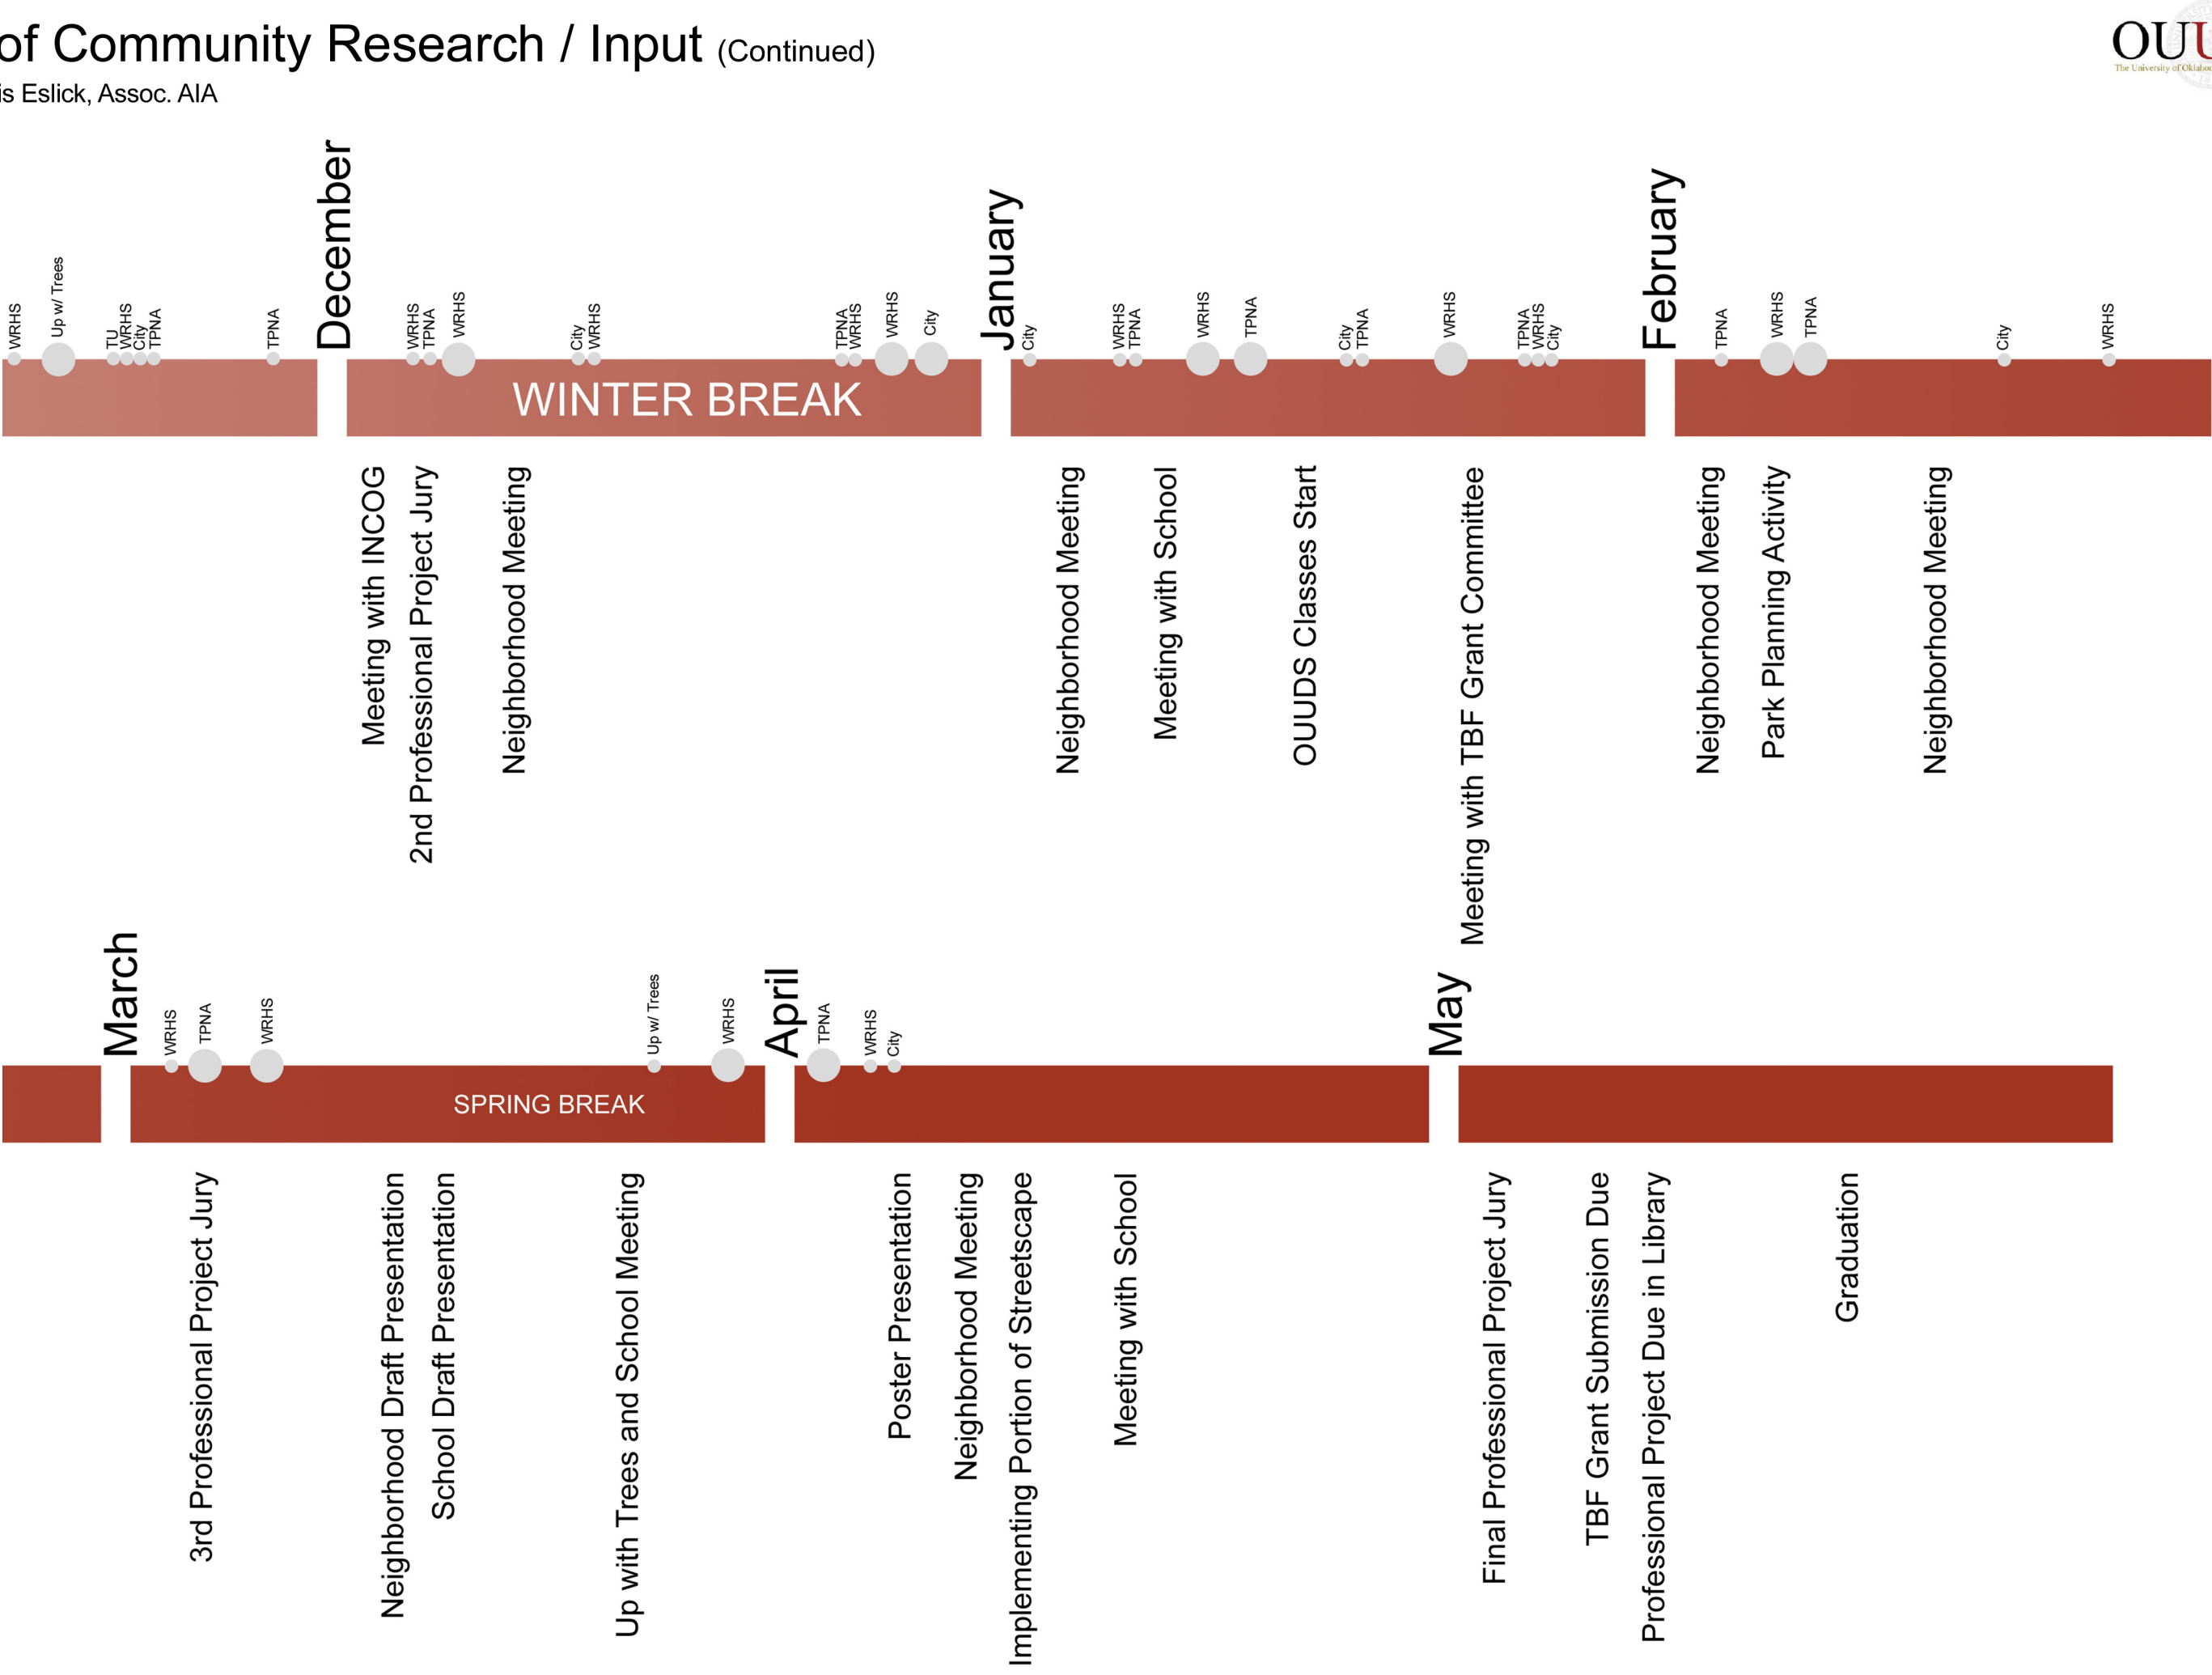 of Community Research / Input (Continued)
is Eslick, Assoc. AIA
OUU
The University of Oklaho
December
January
February
WRHS
Up w/ Trees
TU
WRHS
City
TPNA
TPNA
WRHS
TPNA
WRHS
City
WRHS
TPNA
WRHS
WRHS
City
City
WRHS
TPNA
WRHS
TPNA
City
TPNA
WRHS
TPNA
WRHS
City
TPNA
WRHS
TPNA
City
WRHS
WINTER BREAK
Meeting with INCOG
2nd Professional Project Jury
Neighborhood Meeting
Neighborhood Meeting
Meeting with School
OUUDS Classes Start
Meeting with TBF Grant Committee
Neighborhood Meeting
Park Planning Activity
Neighborhood Meeting
March
April
May
WRHS
TPNA
WRHS
Up w/ Trees
WRHS
TPNA
WRHS
City
SPRING BREAK
3rd Professional Project Jury
Neighborhood Draft Presentation
School Draft Presentation
Up with Trees and School Meeting
Poster Presentation
Neighborhood Meeting
Implementing Portion of Streetscape
Meeting with School
Final Professional Project Jury
TBF Grant Submission Due
Professional Project Due in Library
Graduation